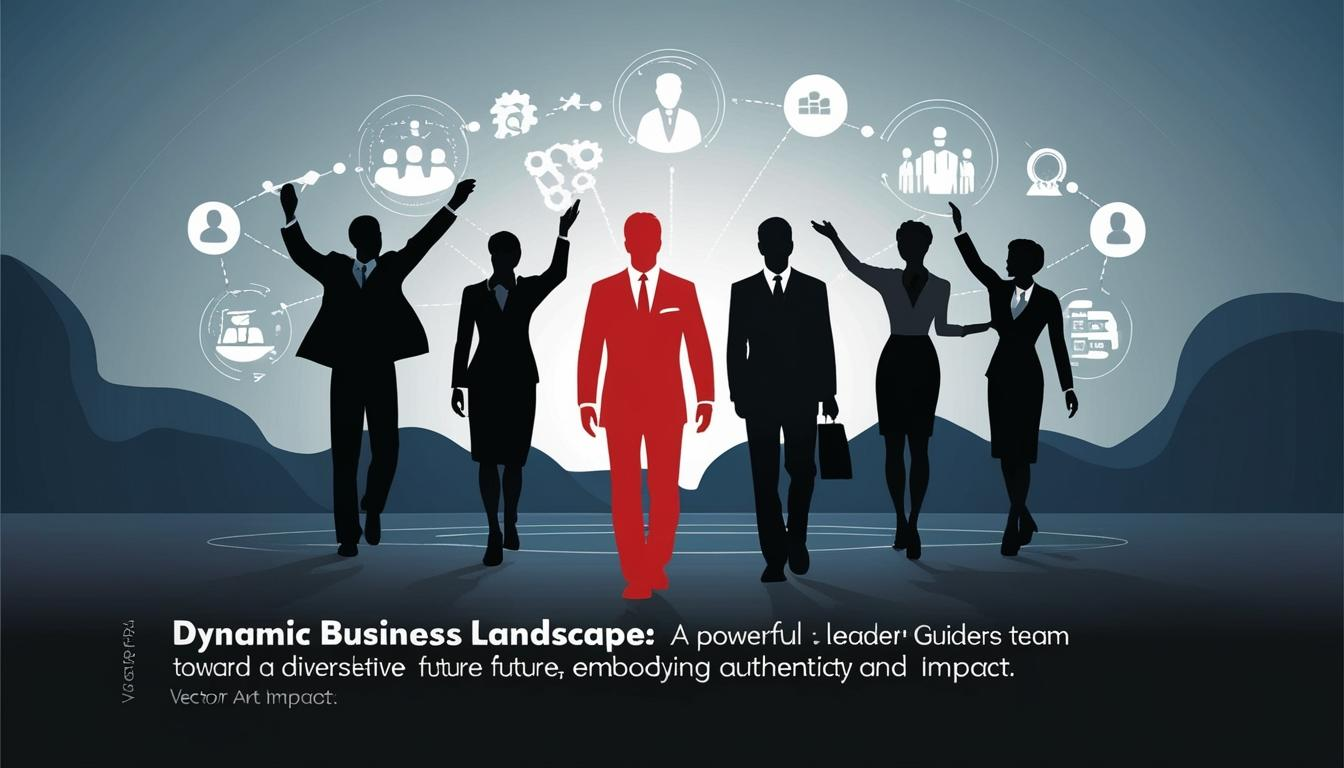 Dynamic Business Landscape: A powerful : leader' Guiders team
toward a diversetive future future, embodying authenticty and Impact.
Vector Art Impact: